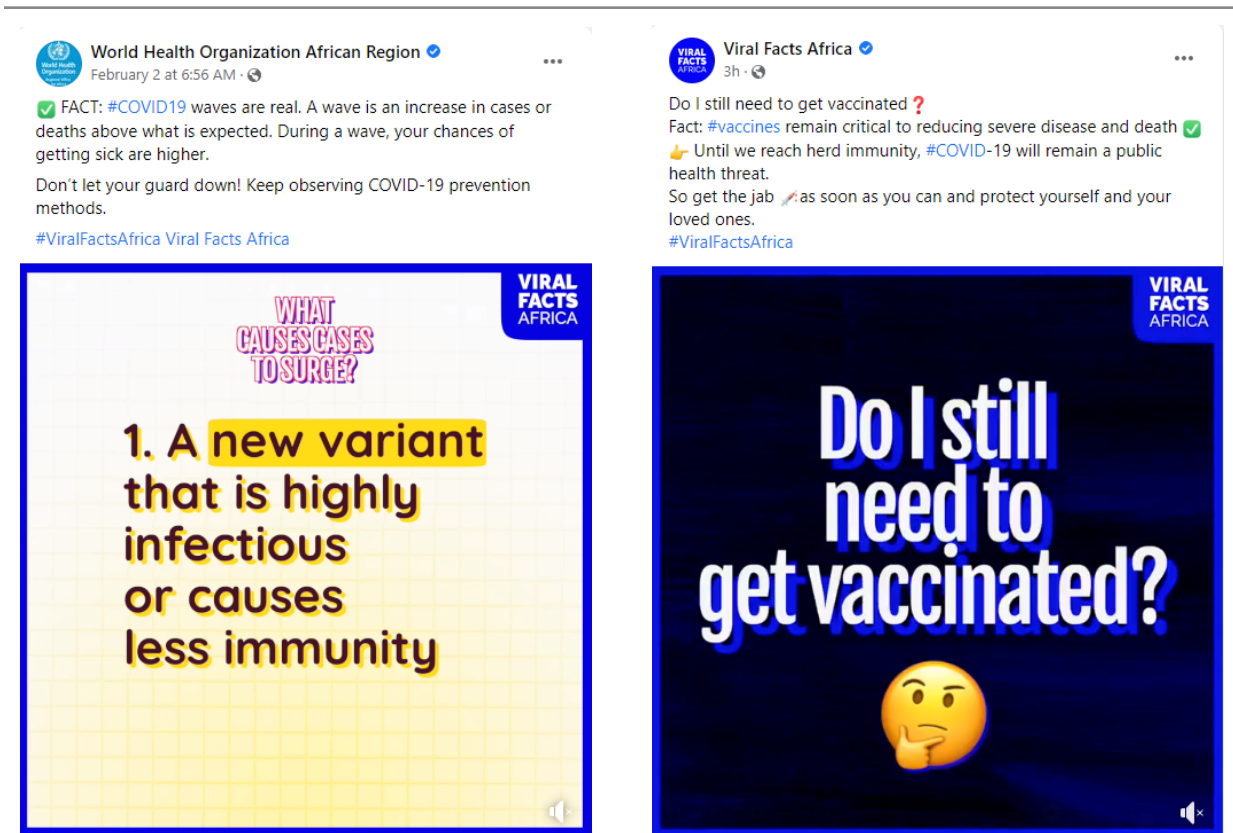 World Health Organization African Region
February 2 at 6:56 AM ·
✅ FACT: #COVID19 waves are real. A wave is an increase in cases or
deaths above what is expected. During a wave, your chances of
getting sick are higher.
Don't let your guard down! Keep observing COVID-19 prevention
methods.
#ViralFactsAfrica Viral Facts Africa
VIRAL
FACTS
AFRICA
WHAT
CAUSES CASES
TO SURGE?
1. A new variant
that is highly
infectious
or causes
less immunity
VIRAL
FACTS
AFRICA
Viral Facts Africa
3h ·
Do I still need to get vaccinated❓
Fact: #vaccines remain critical to reducing severe disease and death ✅
👉 Until we reach herd immunity, #COVID-19 will remain a public
health threat.
So get the jab 💉as soon as you can and protect yourself and your
loved ones.
#ViralFactsAfrica
VIRAL
FACTS
AFRICA
Do I still
need to
get vaccinated?